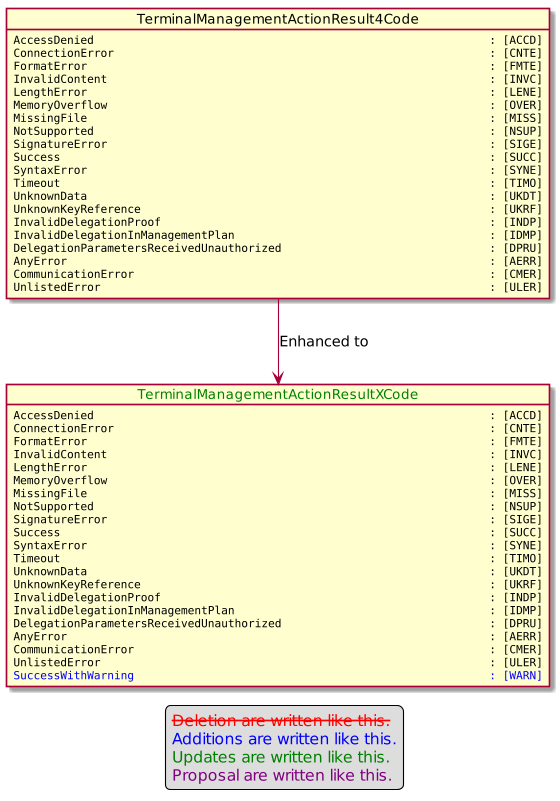 TerminalManagementActionResult4Code
AccessDenied : [ACCD]
ConnectionError : [CNTE]
FormatError : [FMTE]
InvalidContent : [INVC]
LengthError : [LENE]
MemoryOverflow : [OVER]
MissingFile : [MISS]
NotSupported : [NSUP]
SignatureError : [SIGE]
Success : [SUCC]
SyntaxError : [SYNE]
Timeout : [TIMO]
UnknownData : [UKDT]
UnknownKeyReference : [UKRF]
InvalidDelegationProof : [INDP]
InvalidDelegationInManagementPlan : [IDMP]
DelegationParametersReceivedUnauthorized : [DPRU]
AnyError : [AERR]
CommunicationError : [CMER]
UnlistedError : [ULER]
Enhanced to
TerminalManagementActionResultXCode
AccessDenied : [ACCD]
ConnectionError : [CNTE]
FormatError : [FMTE]
InvalidContent : [INVC]
LengthError : [LENE]
MemoryOverflow : [OVER]
MissingFile : [MISS]
NotSupported : [NSUP]
SignatureError : [SIGE]
Success : [SUCC]
SyntaxError : [SYNE]
Timeout : [TIMO]
UnknownData : [UKDT]
UnknownKeyReference : [UKRF]
InvalidDelegationProof : [INDP]
InvalidDelegationInManagementPlan : [IDMP]
DelegationParametersReceivedUnauthorized : [DPRU]
AnyError : [AERR]
CommunicationError : [CMER]
UnlistedError : [ULER]
SuccessWithWarning : [WARN]
Deletion are written like this.
Additions are written like this.
Updates are written like this.
Proposal are written like this.